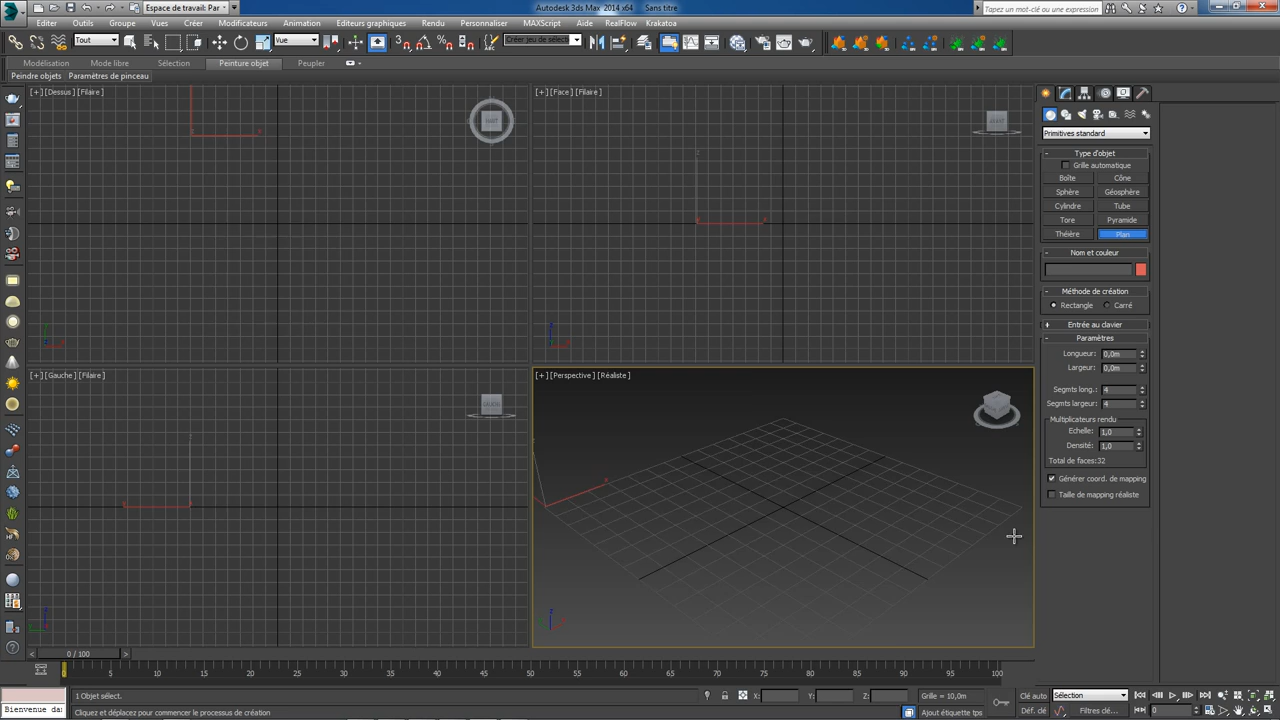 Espace de travail: Par
Autodesk 3ds Max 2014 x64
Sans titre
Tapez un mot-clé ou une expression
Editer
Outils
Groupe
Vues
Créer
Modificateurs
Animation
Editeurs graphiques
Rendu
Personnaliser
MAXScript
Aide
RealFlow
Krakatoa
Tout
Vue
Créer jeu de sélecti
Modélisation
Mode libre
Sélection
Peinture objet
Peupler
Peindre objets
Paramètres de pinceau
[+] [Dessus] [Filaire]
[+] [Face] [Filaire]
Primitives standard
Type d'objet
Grille automatique
Boîte
Cône
Sphère
Géosphère
Cylindre
Tube
Tore
Pyramide
Théière
Plan
Nom et couleur
Méthode de création
Rectangle
Carré
Entrée au clavier
Paramètres
Longueur: 0,0m
Largeur: 0,0m
Segmts long.: 4
Segmts largeur: 4
Multiplicateurs rendu
Echelle: 1,0
Densité: 1,0
Total de faces:32
Générer coord. de mapping
Taille de mapping réaliste
[+] [Gauche] [Filaire]
[+] [Perspective] [Réaliste]
0 / 100
0 5 10 15 20 25 30 35 40 45 50 55 60 65 70 75 80 85 90 95 100
1 Objet sélect.
X:
Y:
Z:
Grille = 10,0m
Clé auto
Sélection
Bienvenue das
Cliquez et déplacez pour commencer le processus de création
Ajout étiquette tps
Déf. clé
Filtres dé...
0